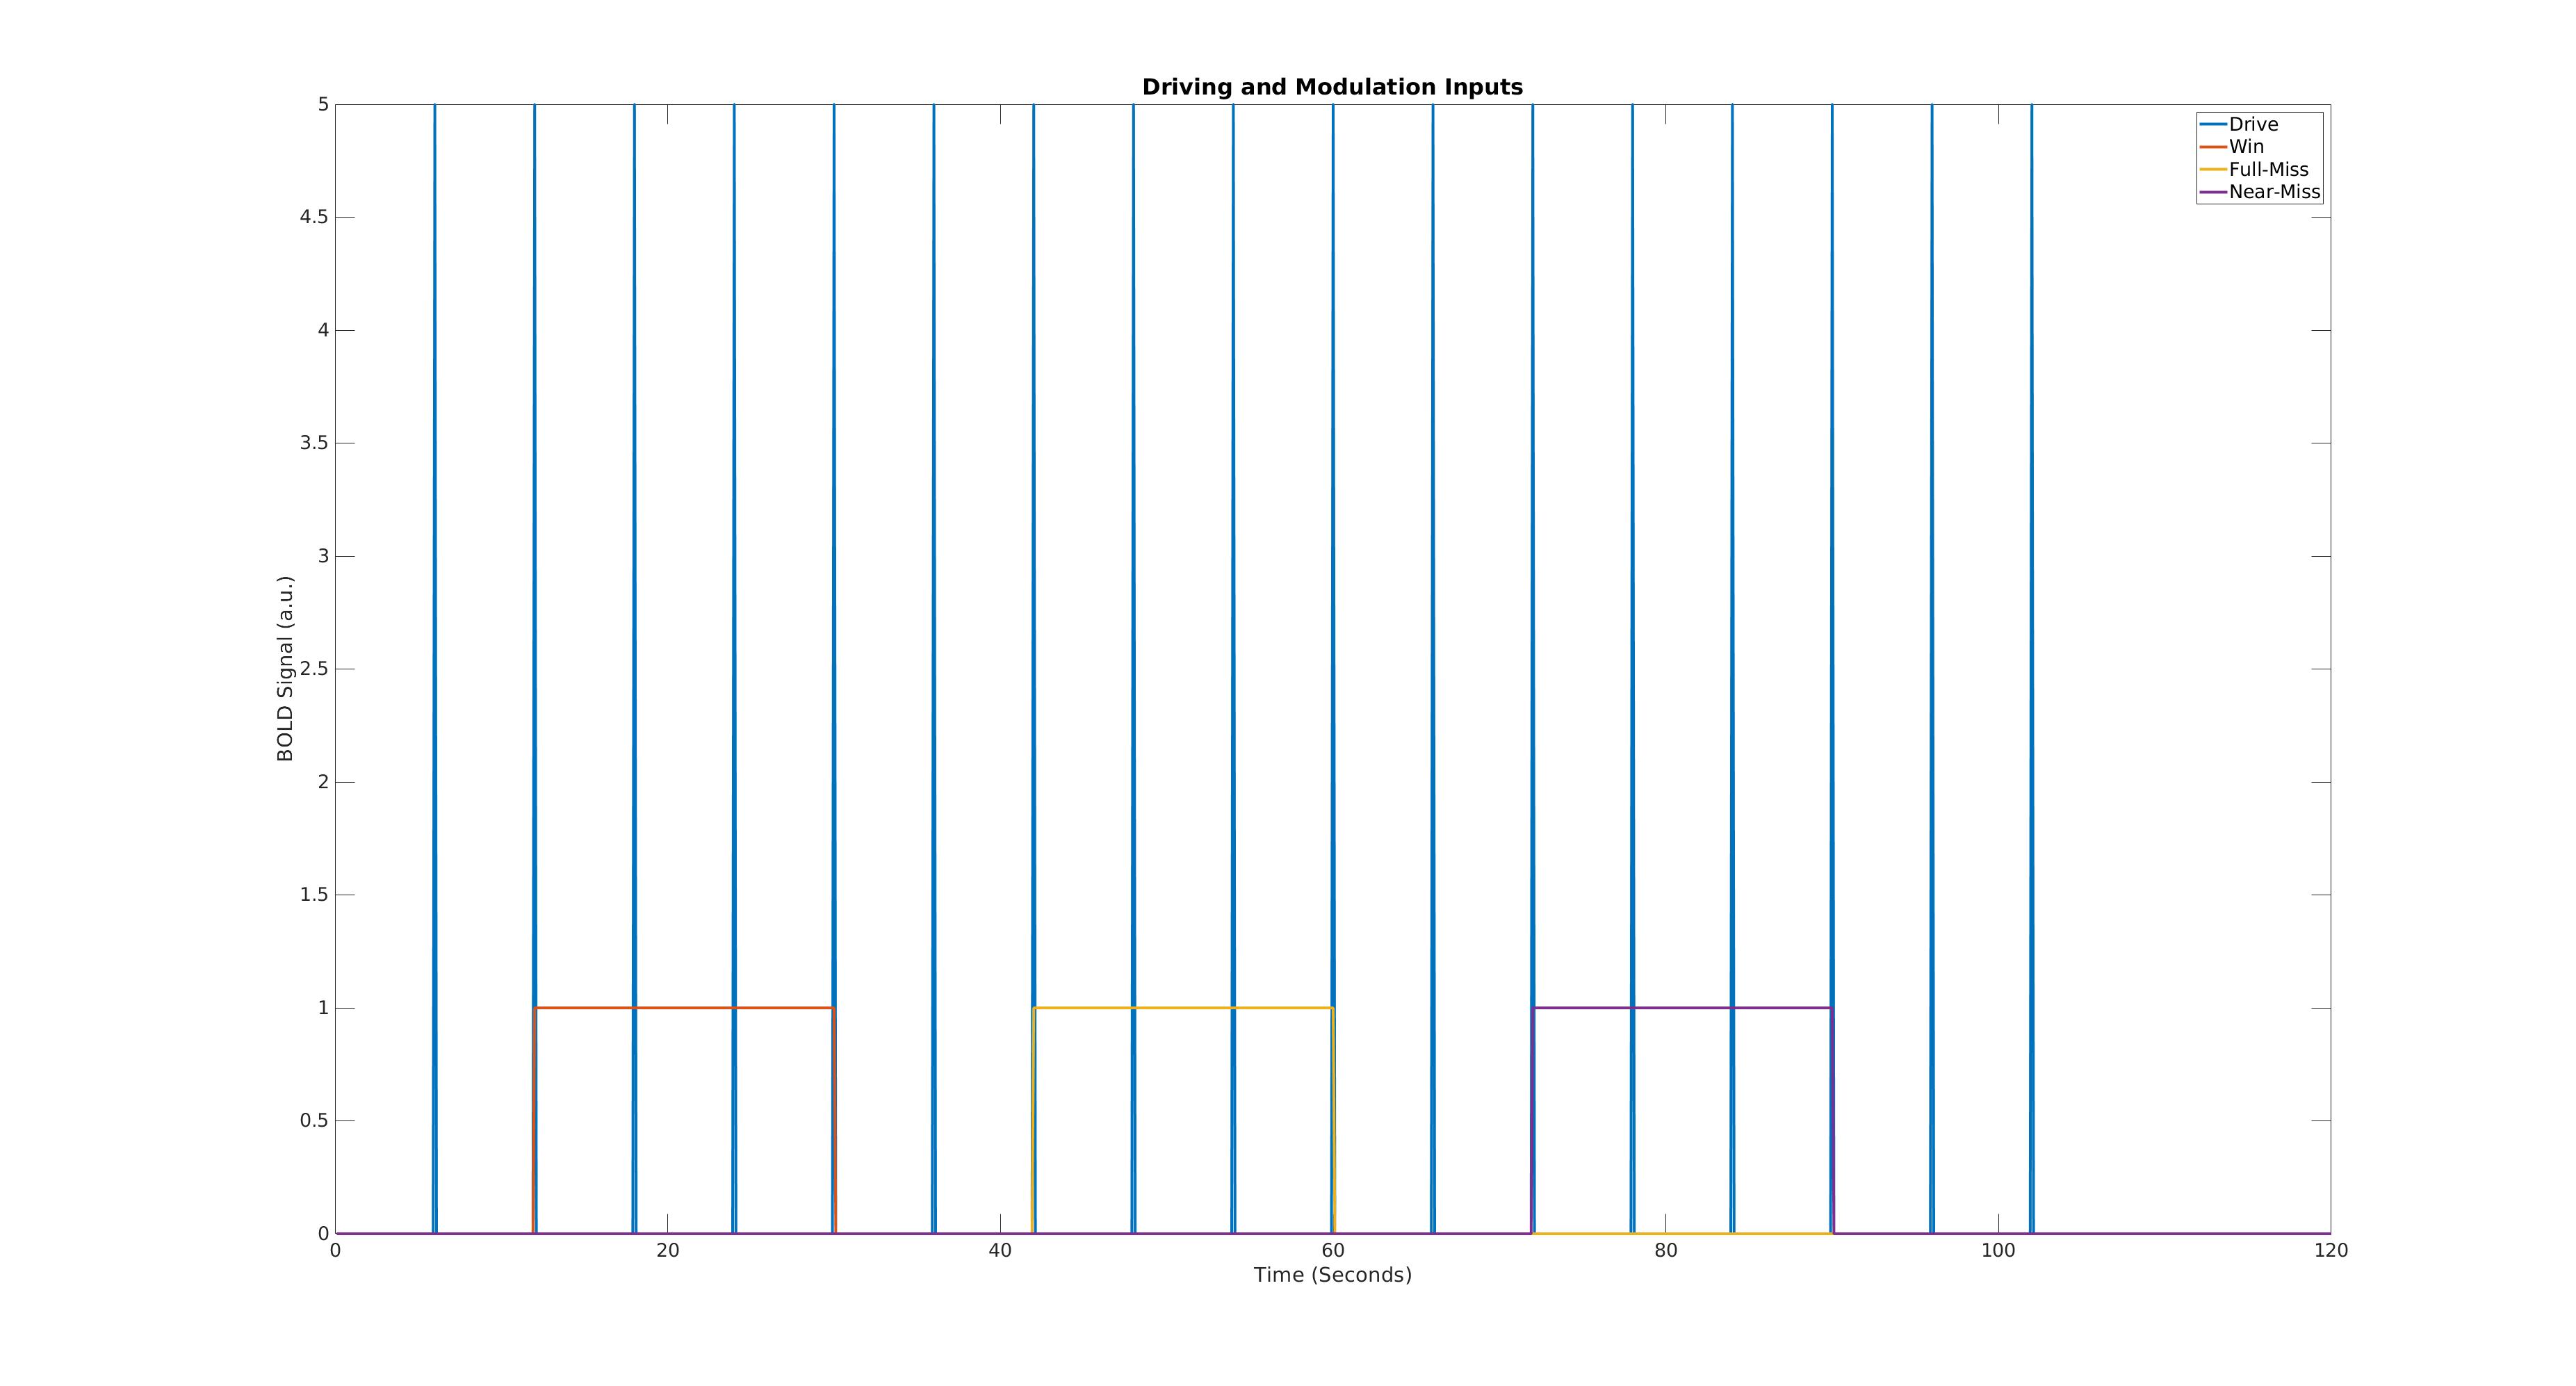 Driving and Modulation Inputs
5
4.5
4
3.5
3
2.5
2
1.5
1
0.5
0
BOLD Signal (a.u.)
Drive
Win
Full-Miss
Near-Miss
0 20 40 60 80 100 120
Time (Seconds)